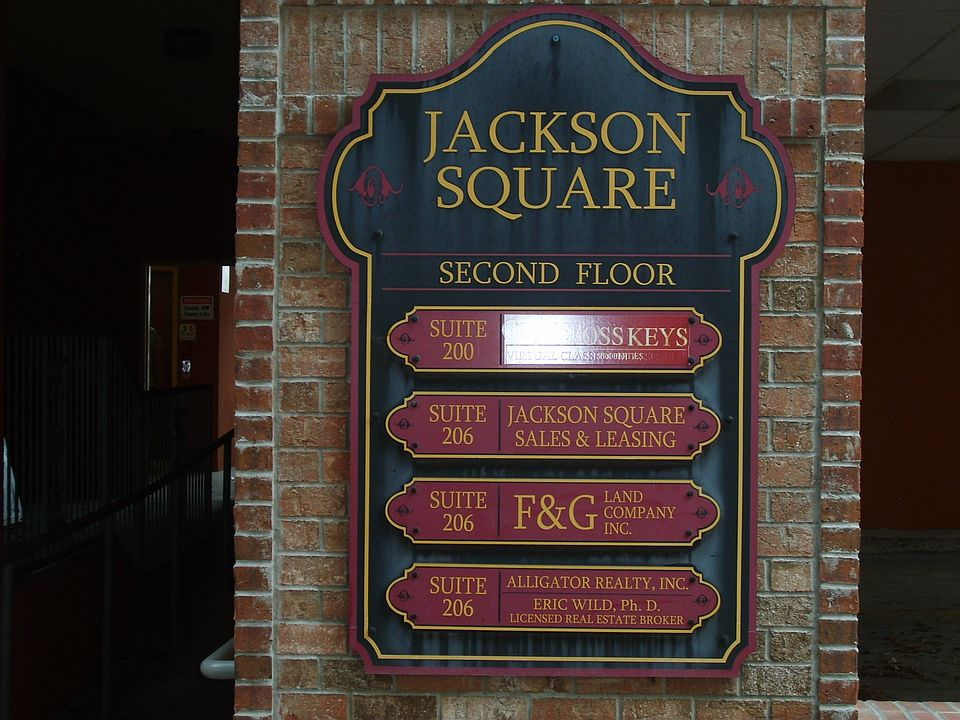 JACKSON
SQUARE
SECOND FLOOR
SUITE
200
KEYS
VIRTUAL
SUITE
206
JACKSON SQUARE
SALES & LEASING
SUITE
206
F&G
LAND
COMPANY
INC.
SUITE
206
ALLIGATOR REALTY, INC.
ERIC WILD, Ph. D.
LICENSED REAL ESTATE BROKER